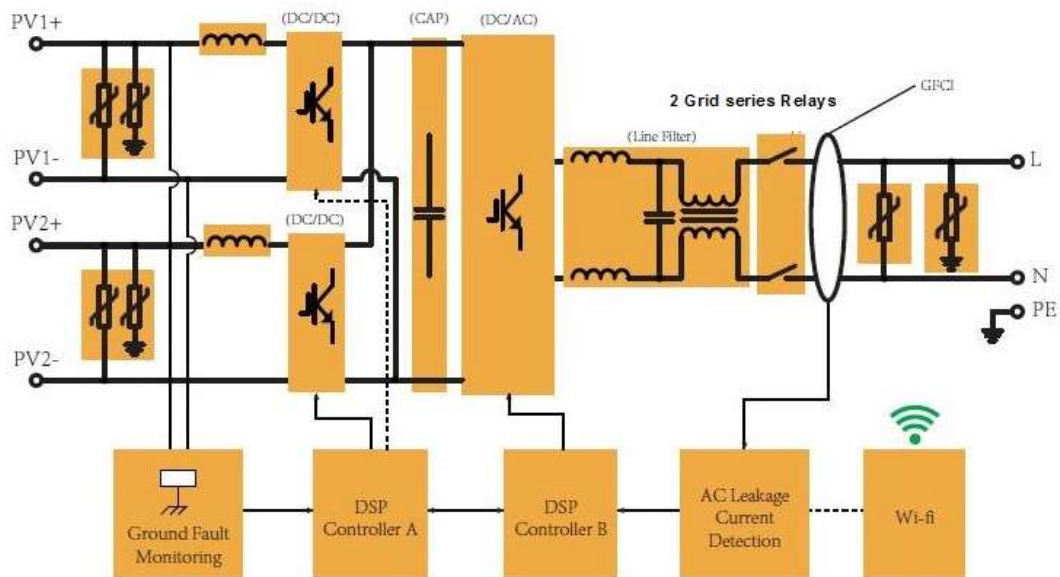 PV1+
(DC/DC)
(CAP)
(DC/AC)
GFCI
2 Grid series Relays
(Line Filter)
PV1-
L
PV2+
(DC/DC)
N
PE
PV2-
Ground Fault
Monitoring
DSP
Controller A
DSP
Controller B
AC Leakage
Current
Detection
Wi-fi